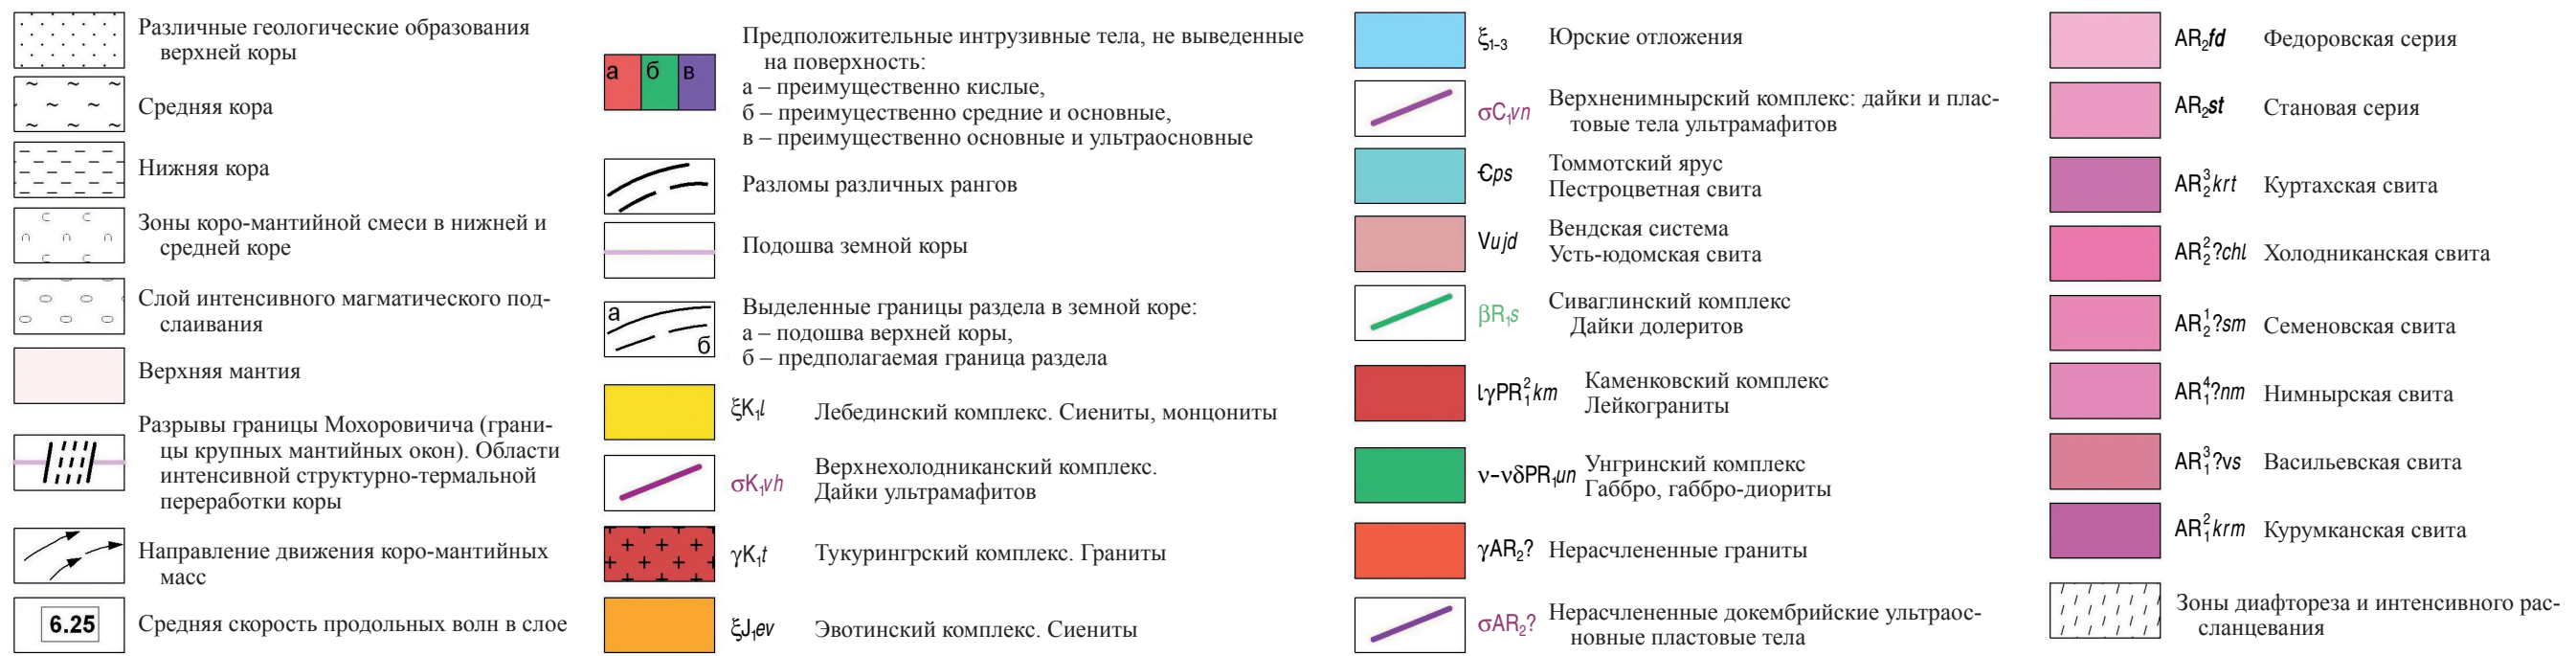 Различные геологические образования
верхней коры
Средняя кора
Нижняя кора
Зоны коро-мантийной смеси в нижней и
средней коре
Слой интенсивного магматического под-
слаивания
Верхняя мантия
Разрывы границы Мохоровичича (грани-
цы крупных мантийных окон). Области
интенсивной структурно-термальной
переработки коры
Направление движения коро-мантийных
масс
6.25 Средняя скорость продольных волн в слое
Предположительные интрузивные тела, не выведенные
на поверхность:
а б в
а – преимущественно кислые,
б – преимуцественно средние и основные,
в – преимущественно основные и ультраосновные
Разломы различных рангов
Подошва земной коры
Выделенные границы раздела в земной коре:
а – подошва верхней коры,
б – предполагаемая граница раздела
а
б
ξK₁l Лебединский комплекс. Сиениты, монцониты
σK₁vh Верхнехолодниканский комплекс.
Дайки ультрамафитов
γK₁t Тукурингрский комплекс. Граниты
ξJ₁ev Эвотинский комплекс. Сиениты
ξ₁₋₃ Юрские отложения
σC₁vn Верхненимнырский комплекс: дайки и плас-
товые тела ультрамафитов
Єps Томмотский ярус
Пестроцветная свита
Vujd Вендская система
Усть-юдомская свита
βR₁s Сиваглинский комплекс
Дайки долеритов
lγPR₁²km Каменковский комплекс
Лейкограниты
ν–νδPR₁un Унгринский комплекс
Габбро, габбро-диориты
γAR₂? Нерасчлененные граниты
σAR₂? Нерасчлененные докембрийские ультраос-
новные пластовые тела
AR₂fd Федоровская серия
AR₂st Становая серия
AR₂³krt Куртахская свита
AR₂²?chl Холодниканская свита
AR₂¹?sm Семеновская свита
AR₁⁴?nm Нимнырская свита
AR₁³?vs Васильевская свита
AR₁²krm Курумканская свита
Зоны диафтореза и интенсивного рас-
сланцевания